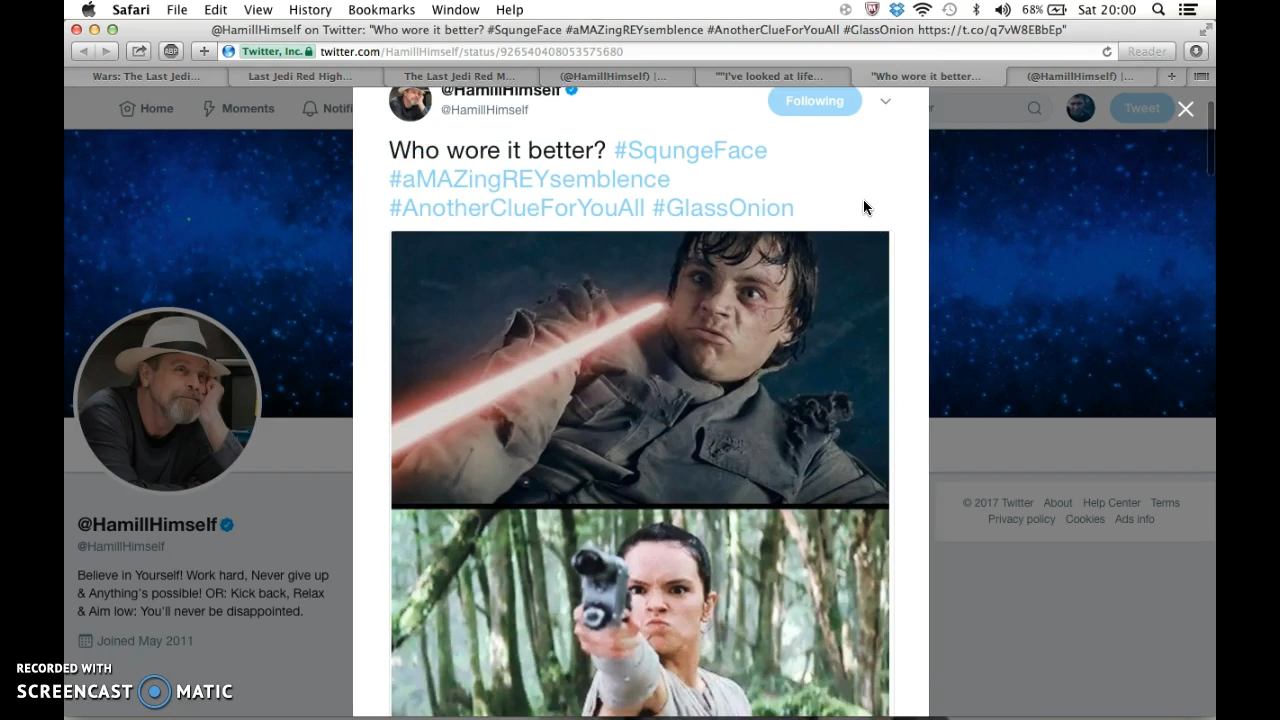 Safari File Edit View History Bookmarks Window Help 68% Sat 20:00
@HamillHimself on Twitter: "Who wore it better? #SqungeFace #aMAZingREYsemblence #AnotherClueForYouAll #GlassOnion https://t.co/q7vW8EBbEp"
ABP + Twitter, Inc. twitter.com/HamillHimself/status/926540408053575680 Reader
Wars: The Last Jedi... Last Jedi Red High... The Last Jedi Red M... (@HamillHimself) |... ""I've looked at life... "Who wore it better... (@HamillHimself) |... +
@HamillHimself
Home Moments Notifi Following Tweet
@HamillHimself
Who wore it better? #SqungeFace
#aMAZingREYsemblence
#AnotherClueForYouAll #GlassOnion
@HamillHimself
@HamillHimself
Believe in Yourself! Work hard, Never give up
& Anything's possible! OR: Kick back, Relax
& Aim low: You'll never be disappointed.
Joined May 2011
© 2017 Twitter About Help Center Terms
Privacy policy Cookies Ads info
RECORDED WITH
SCREENCAST MATIC